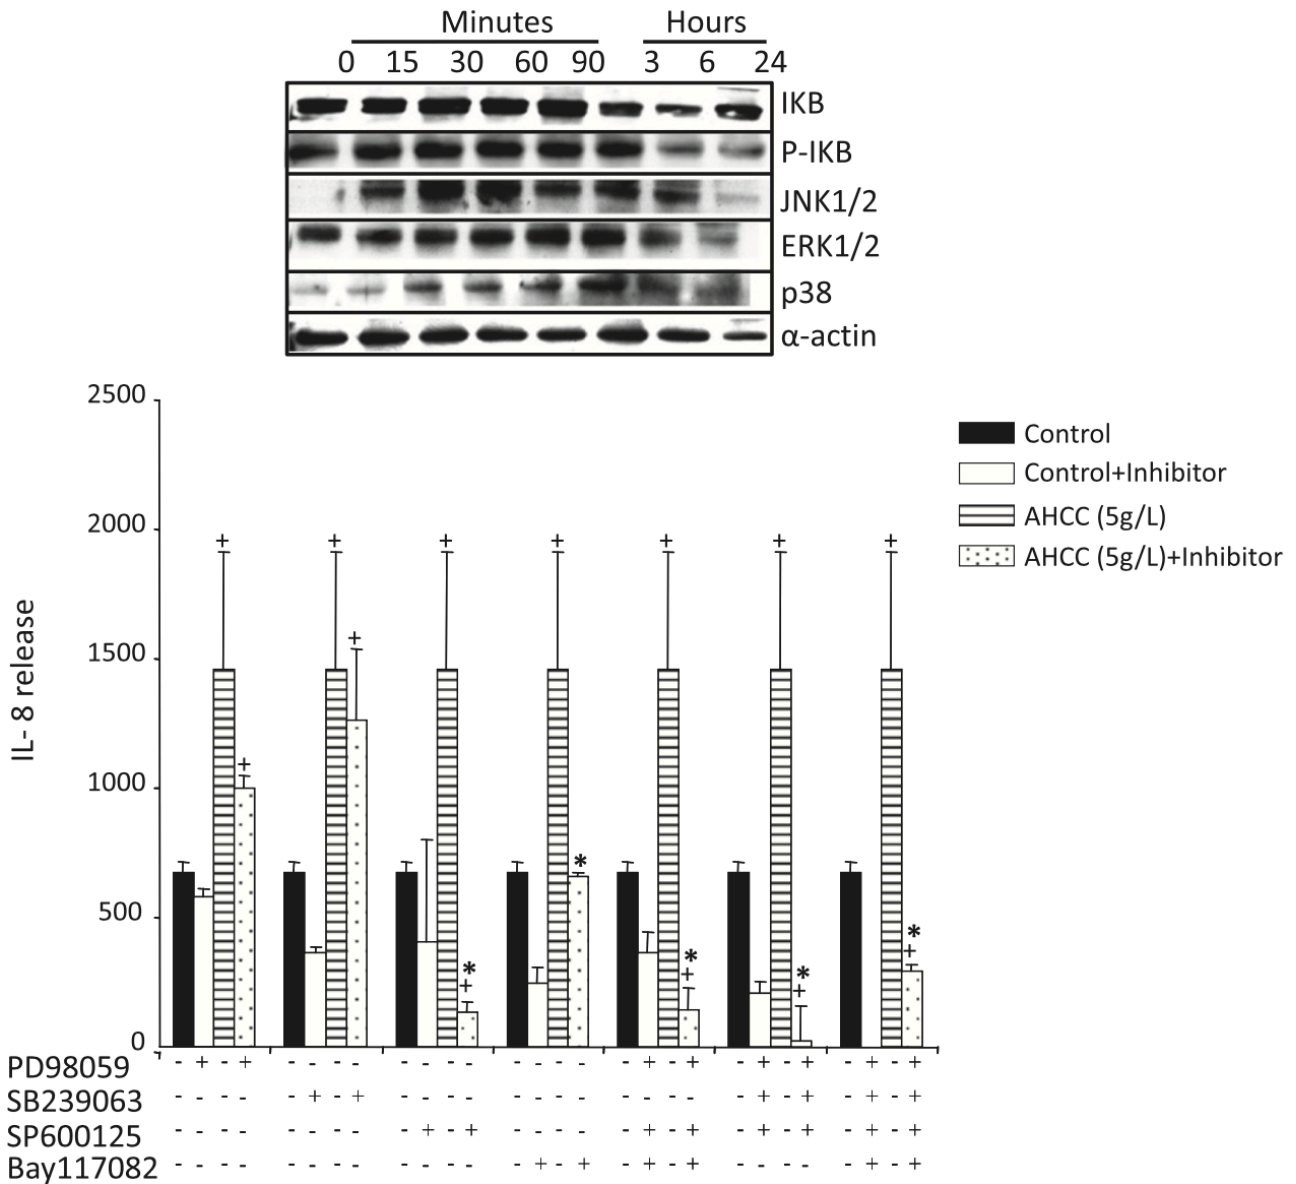 Minutes Hours
0 15 30 60 90 3 6 24
IKB
P-IKB
JNK1/2
ERK1/2
p38
α-actin
2500
2000
1500
1000
500
0
IL- 8 release
Control
Control+Inhibitor
AHCC (5g/L)
AHCC (5g/L)+Inhibitor
+ + + + + + +
+
+
*
*
+
*
+
*
+
*
+
PD98059 - + - + - - - - - - - - - - - - - + - + - + - + - + - +
SB239063 - - - - - + - + - - - - - - - - - - - - - + - + - + - +
SP600125 - - - - - - - - - + - + - - - - - + - + - + - + - + - +
Bay117082 - - - - - - - - - - - - - + - + - + - + - - - - - + - +